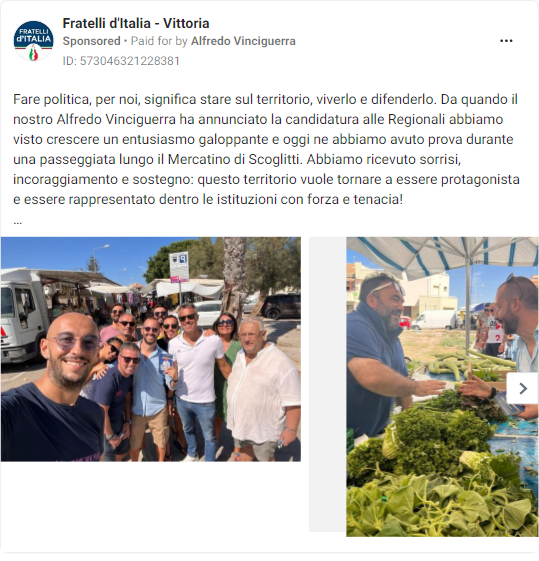 Fratelli d'Italia - Vittoria
Sponsored • Paid for by Alfredo Vinciguerra
ID: 573046321228381
FRATELLI
d'ITALIA
Fare politica, per noi, significa stare sul territorio, viverlo e difenderlo. Da quando il
nostro Alfredo Vinciguerra ha annunciato la candidatura alle Regionali abbiamo
visto crescere un entusiasmo galoppante e oggi ne abbiamo avuto prova durante
una passeggiata lungo il Mercatino di Scoglitti. Abbiamo ricevuto sorrisi,
incoraggiamento e sostegno: questo territorio vuole tornare a essere protagonista
e essere rappresentato dentro le istituzioni con forza e tenacia!
...